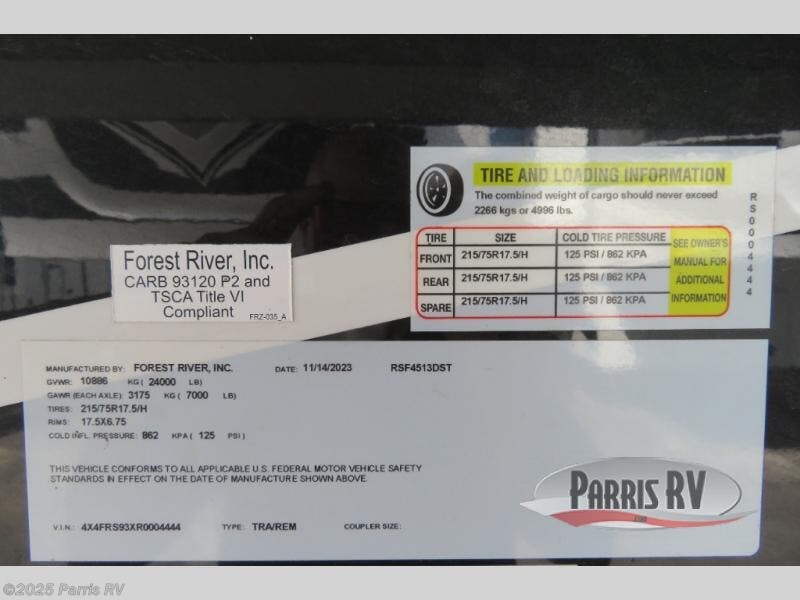 TIRE AND LOADING INFORMATION
The combined weight of cargo should never exceed
2266 kgs or 4996 lbs.
TIRE SIZE COLD TIRE PRESSURE
FRONT 215/75R17.5/H 125 PSI / 862 KPA
REAR 215/75R17.5/H 125 PSI / 862 KPA
SPARE 215/75R17.5/H 125 PSI / 862 KPA
SEE OWNER'S
MANUAL FOR
ADDITIONAL
INFORMATION
RS0004444
Forest River, Inc.
CARB 93120 P2 and
TSCA Title VI
Compliant
FRZ-035_A
MANUFACTURED BY: FOREST RIVER, INC. DATE: 11/14/2023 RSF4513DST
GVWR: 10886 KG ( 24000 LB)
GAWR (EACH AXLE): 3175 KG ( 7000 LB)
TIRES: 215/75R17.5/H
RIMS: 17.5X6.75
COLD INFL. PRESSURE: 862 KPA ( 125 PSI )
THIS VEHICLE CONFORMS TO ALL APPLICABLE U.S. FEDERAL MOTOR VEHICLE SAFETY
STANDARDS IN EFFECT ON THE DATE OF MANUFACTURE SHOWN ABOVE.
V.I.N.: 4X4FRS93XR0004444 TYPE: TRA/REM COUPLER SIZE:
PARRIS RV
©2025 Parris RV